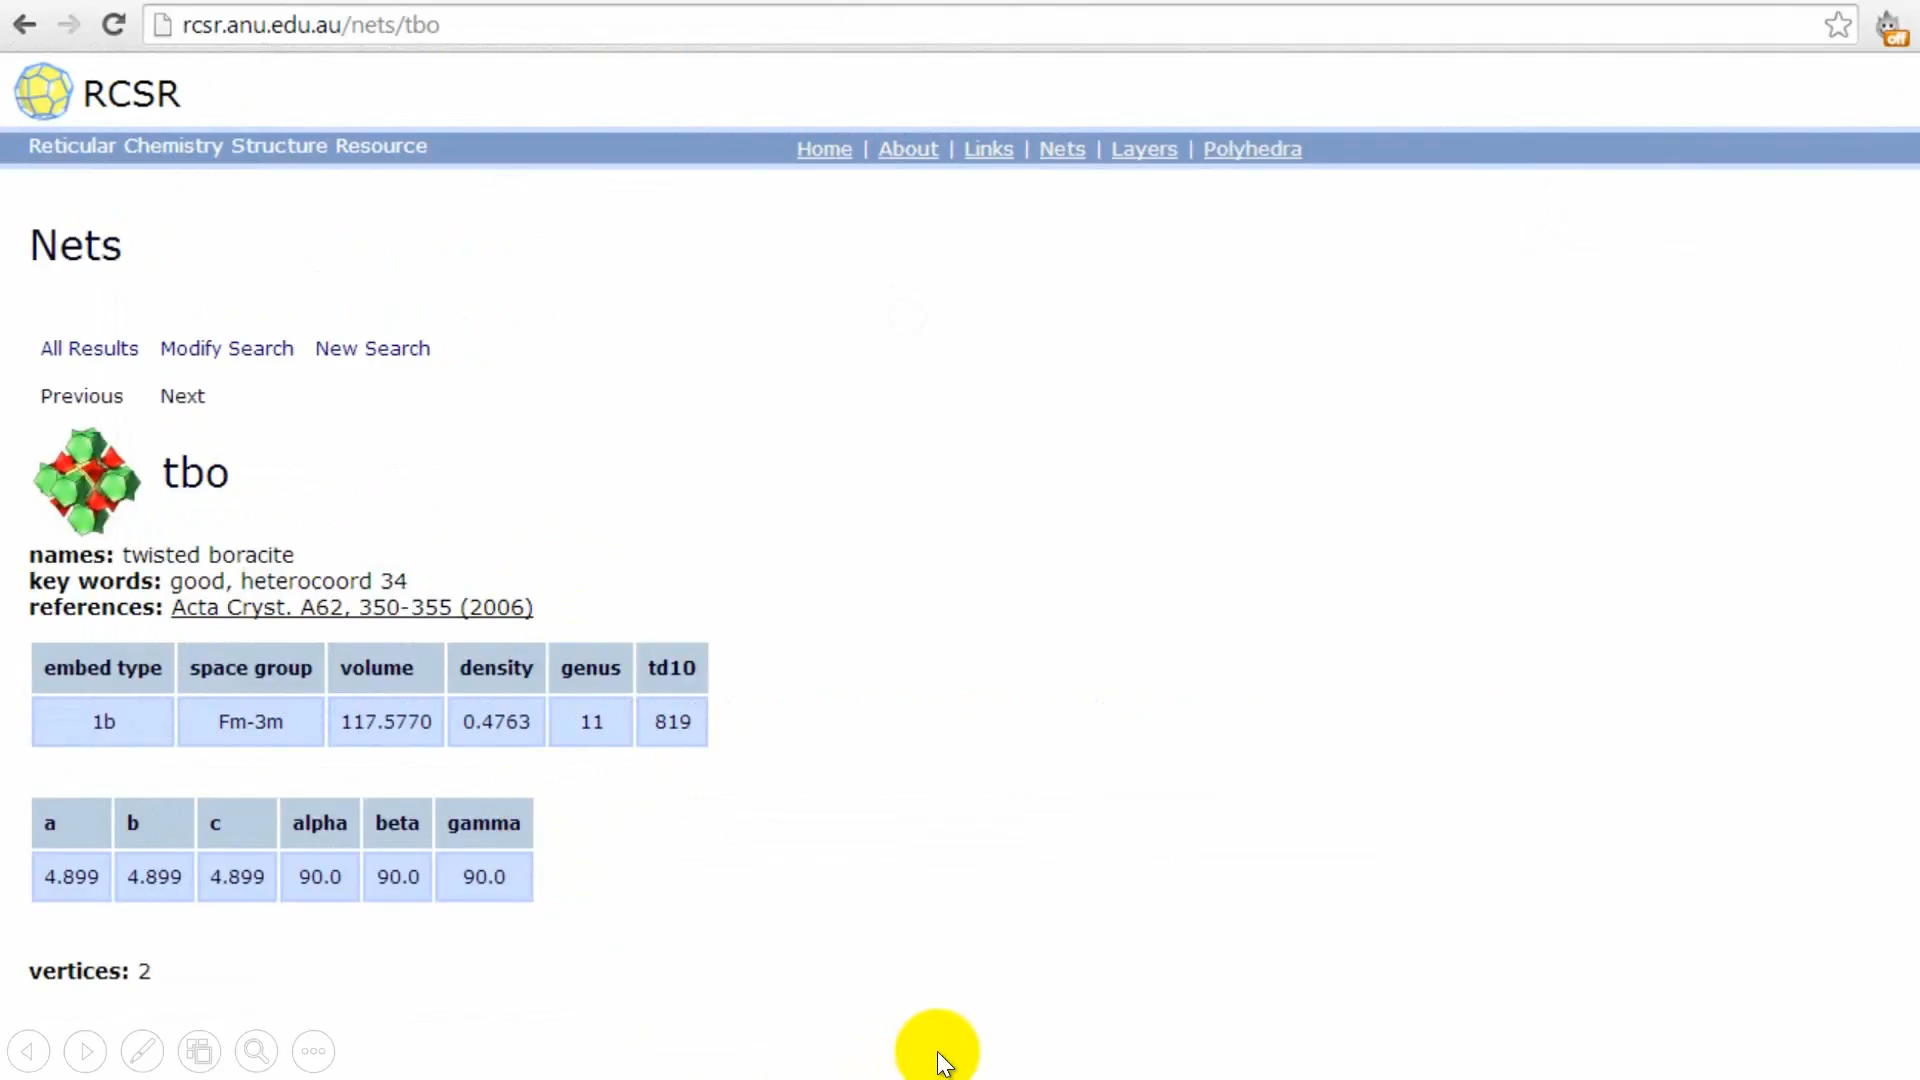 rcsr.anu.edu.au/nets/tbo
off
RCSR
Reticular Chemistry Structure Resource
Home | About | Links | Nets | Layers | Polyhedra
Nets
All Results Modify Search New Search
Previous Next
tbo
names: twisted boracite
key words: good, heterocoord 34
references: Acta Cryst. A62, 350-355 (2006)
embed type space group volume density genus td10
1b Fm-3m 117.5770 0.4763 11 819
a b c alpha beta gamma
4.899 4.899 4.899 90.0 90.0 90.0
vertices: 2